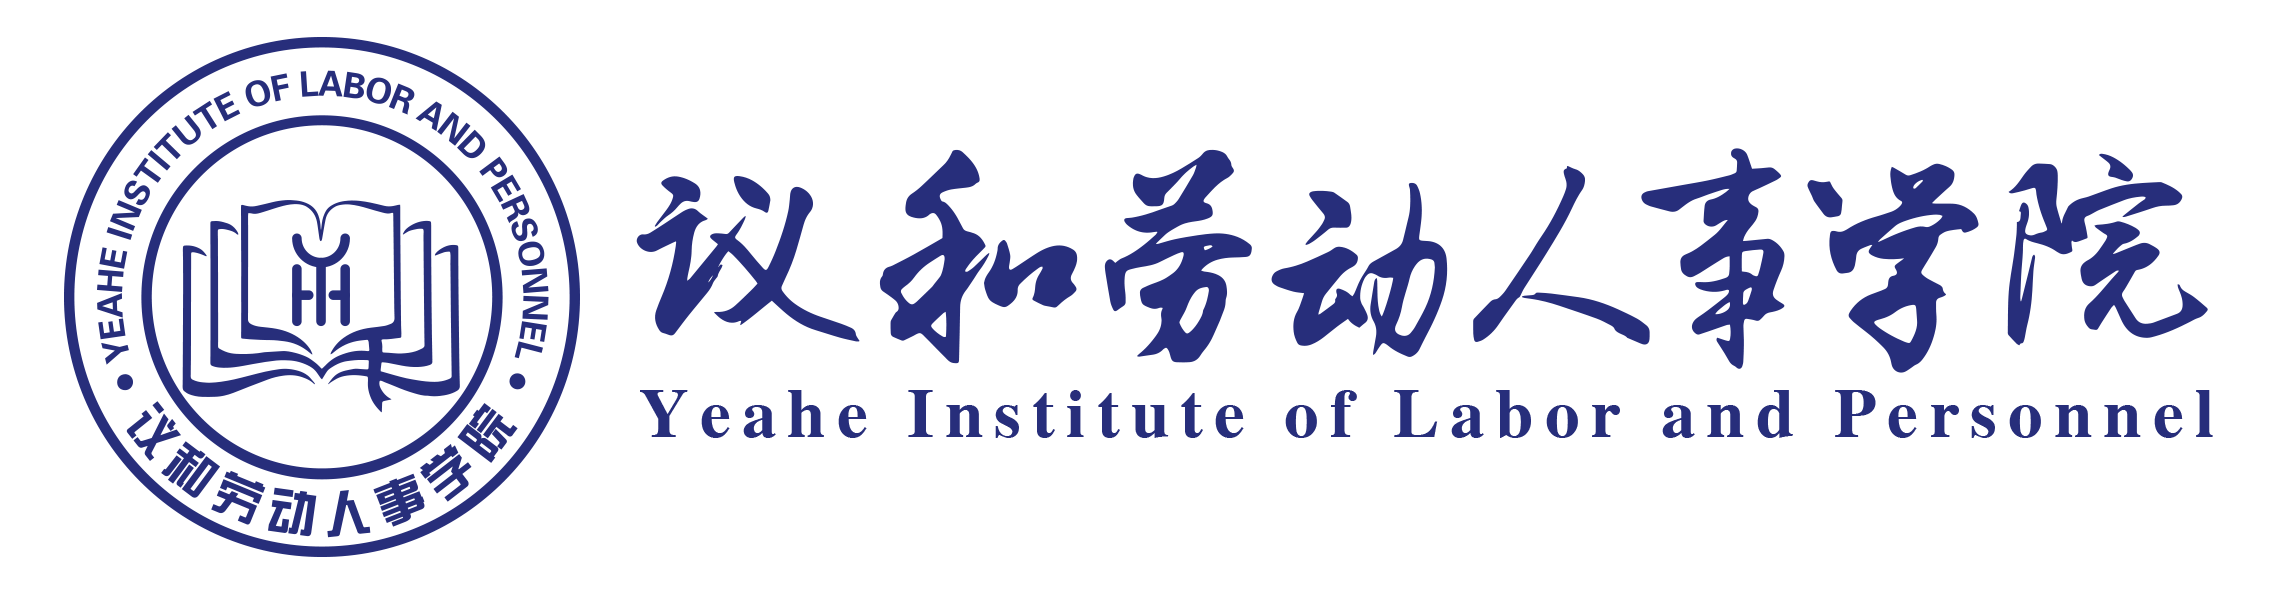 YEAHE INSTITUTE OF LABOR AND PERSONNEL
议和劳动人事学院
议和劳动人事学院
Yeahe Institute of Labor and Personnel